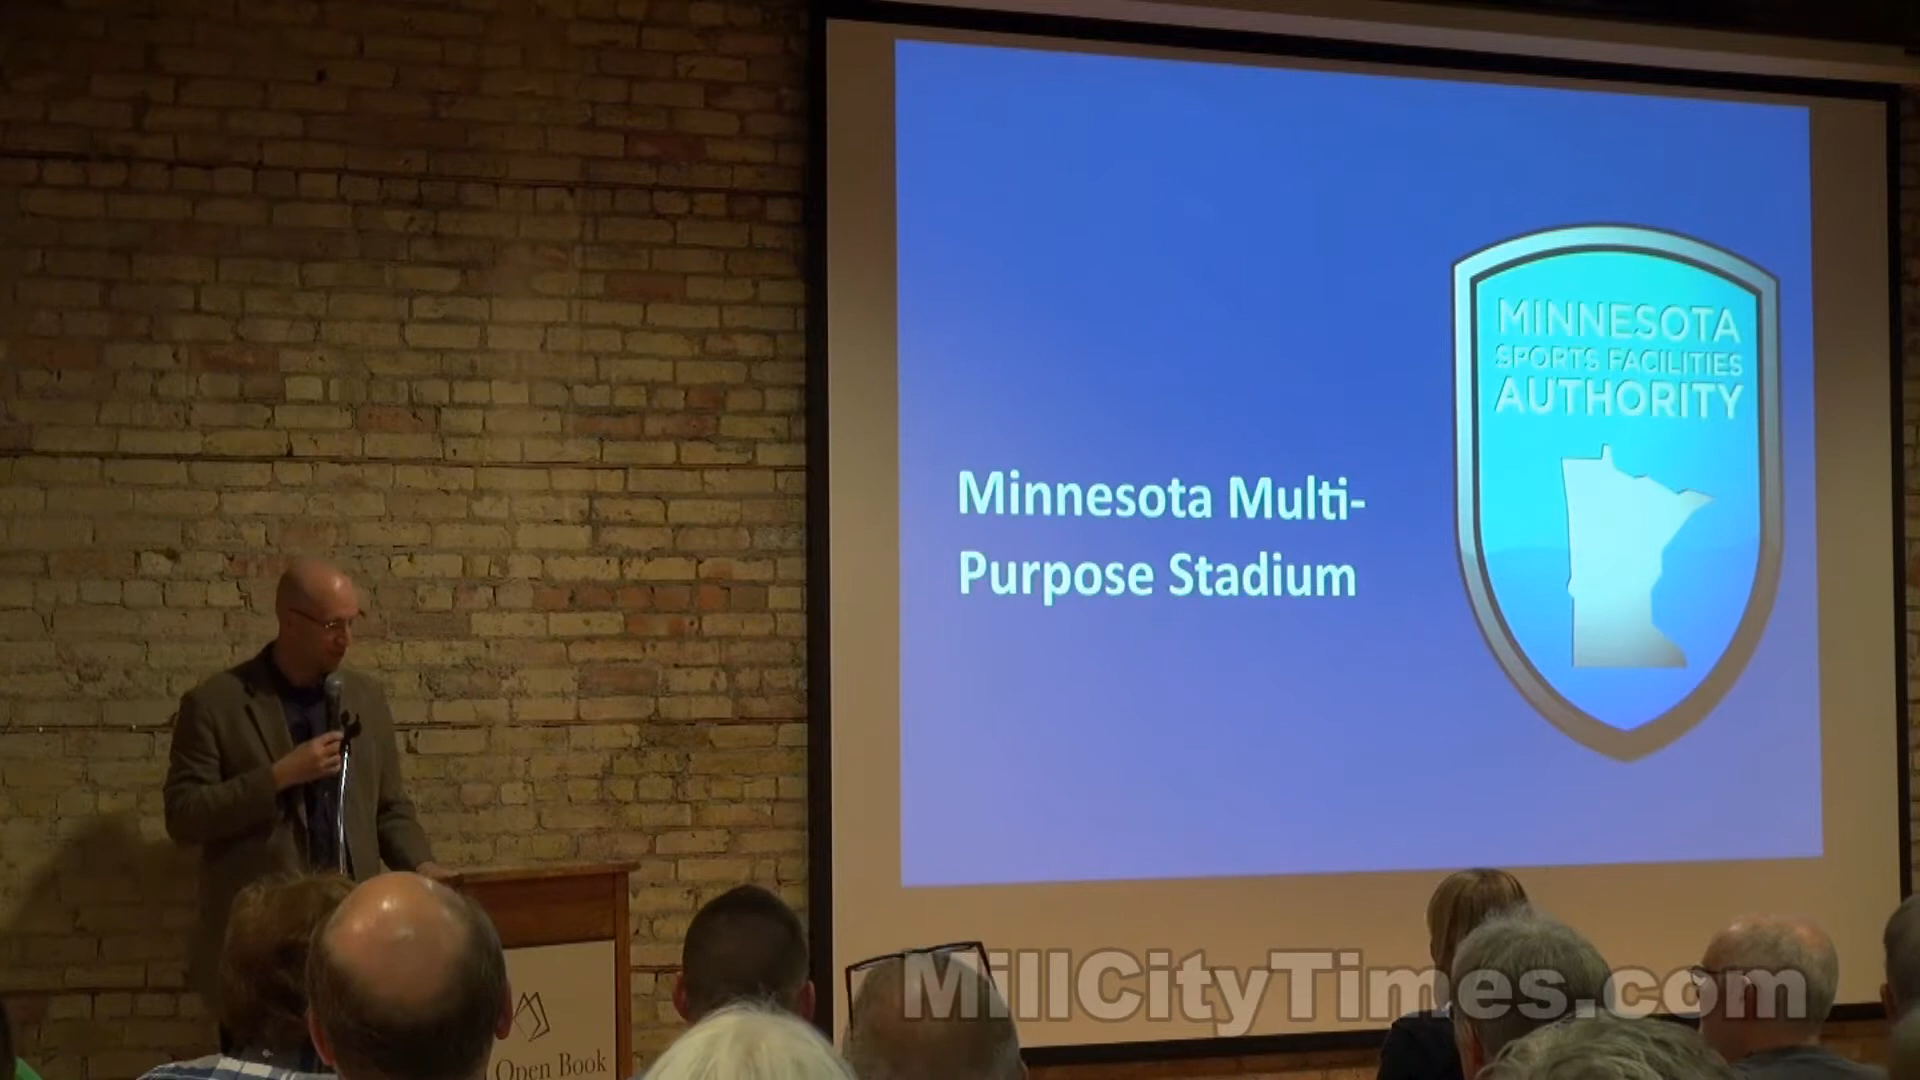 MINNESOTA
SPORTS FACILITIES
AUTHORITY
Minnesota Multi-
Purpose Stadium
MillCityTimes.com
Open Book